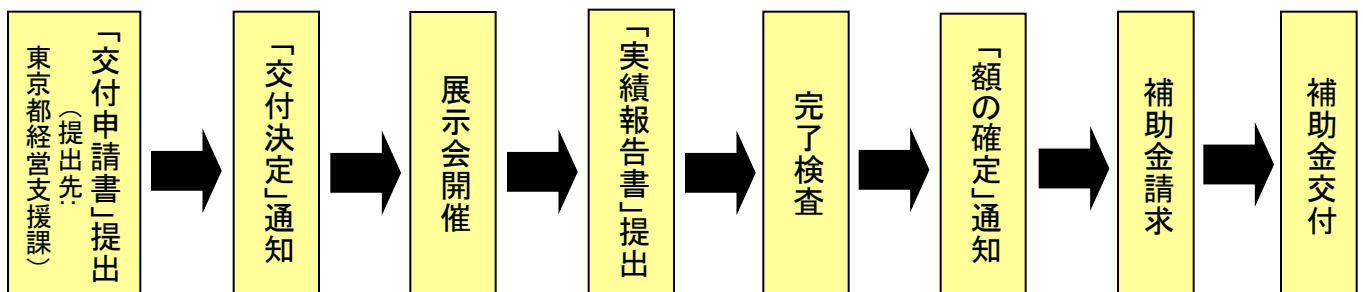 「交付申請書」提出
（提出先：
東京都経営支援課）
「交付決定」通知
展示会開催
「実績報告書」提出
完了検査
「額の確定」通知
補助金請求
補助金交付